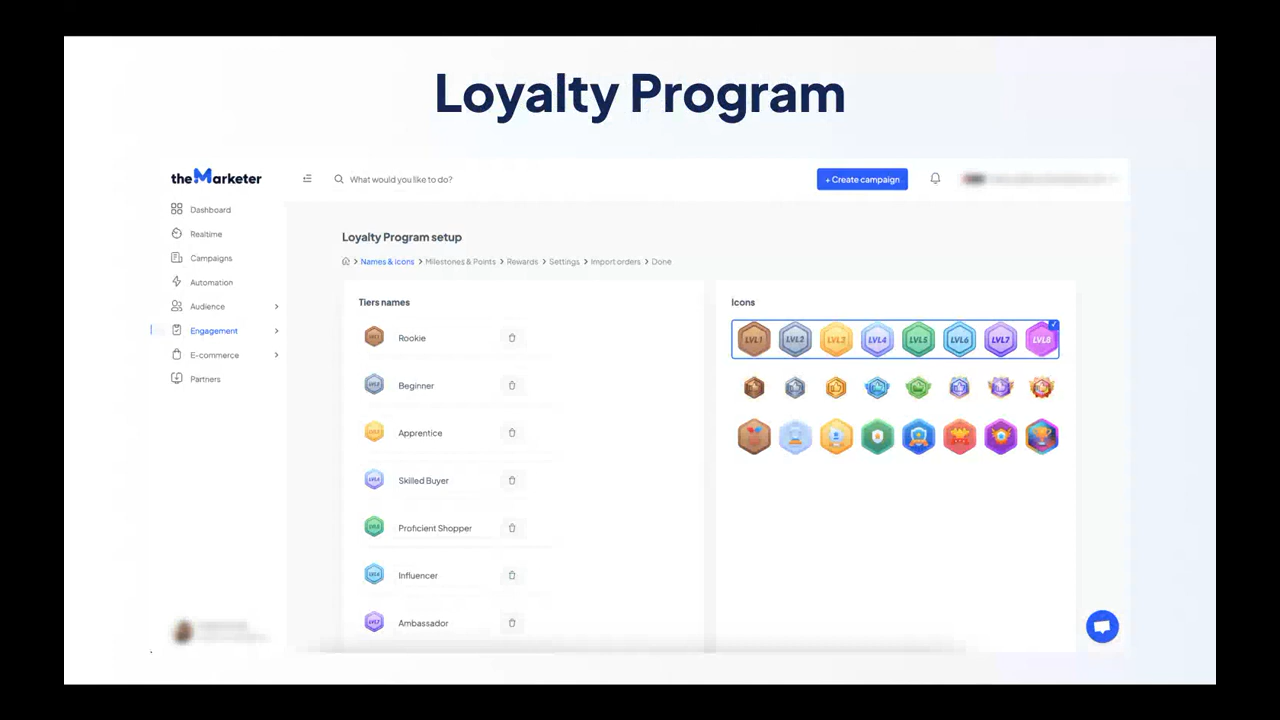 Loyalty Program
theMarketer
What would you like to do?
+ Create campaign
Dashboard
Realtime
Campaigns
Automation
Audience
Engagement
E-commerce
Partners
Loyalty Program setup
Names & icons > Milestones & Points > Rewards > Settings > Import orders > Done
Tiers names
Rookie
Beginner
Apprentice
Skilled Buyer
Proficient Shopper
Influencer
Ambassador
Icons
LVL1 LVL2 LVL3 LVL4 LVL5 LVL6 LVL7 LVL8